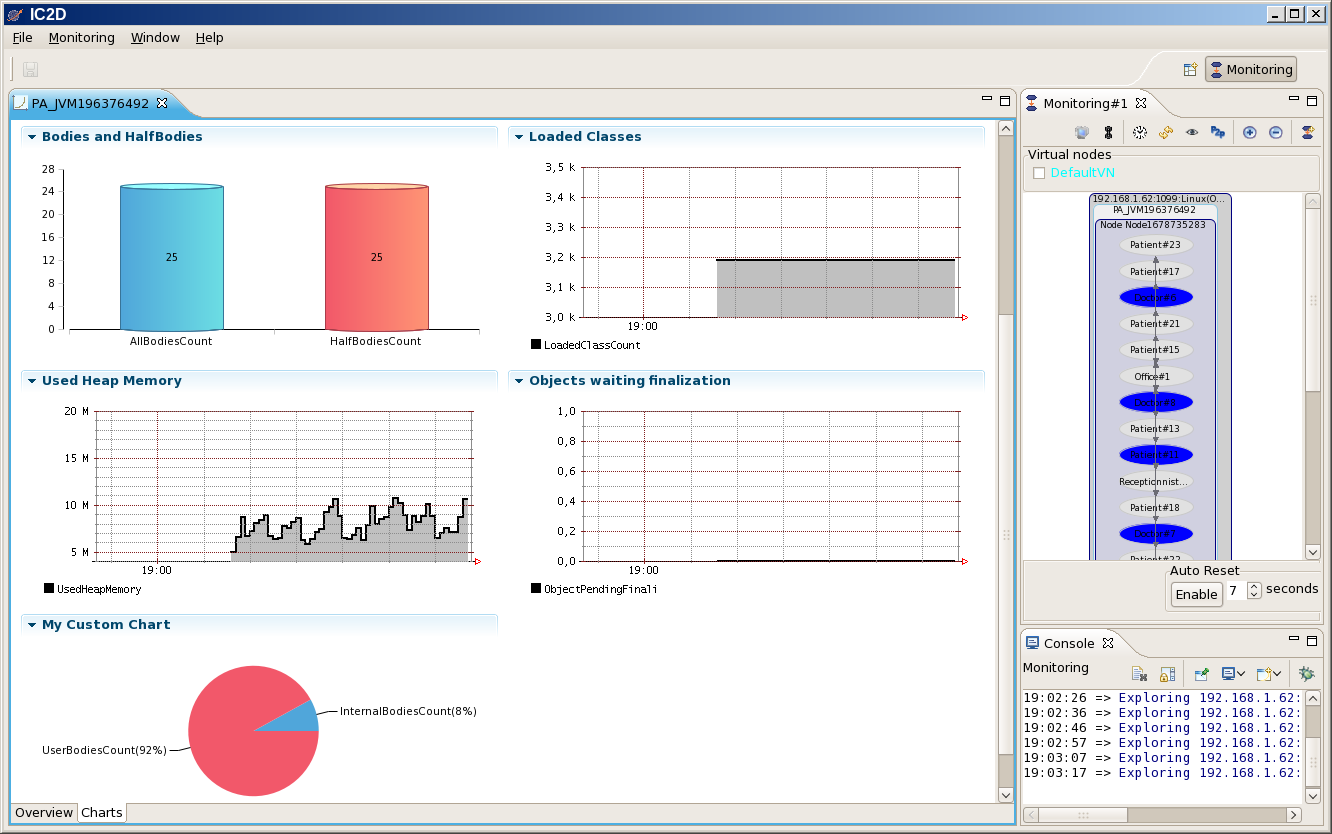 IC2D
File Monitoring Window Help
Monitoring
PA_JVM196376492
Bodies and HalfBodies
28
24
20
16
12
8
4
0
25
25
AllBodiesCount
HalfBodiesCount
Loaded Classes
3,5 k
3,4 k
3,3 k
3,2 k
3,1 k
3,0 k
19:00
LoadedClassCount
Used Heap Memory
20 M
15 M
10 M
5 M
19:00
UsedHeapMemory
Objects waiting finalization
1,0
0,8
0,6
0,4
0,2
0,0
19:00
ObjectPendingFinali
My Custom Chart
InternalBodiesCount(8%)
UserBodiesCount(92%)
Overview
Charts
Monitoring#1
P2P
Virtual nodes
DefaultVN
192.168.1.62:1099:Linux(O...
PA_JVM196376492
Node Node1678735283
Patient#23
Patient#17
Patient#21
Patient#15
Office#1
Patient#13
Receptionnist...
Patient#18
Doctor#7
Patient#22
Auto Reset
Enable 7 seconds
Console
Monitoring
19:02:26 => Exploring 192.168.1.62:
19:02:36 => Exploring 192.168.1.62:
19:02:46 => Exploring 192.168.1.62:
19:02:57 => Exploring 192.168.1.62:
19:03:07 => Exploring 192.168.1.62:
19:03:17 => Exploring 192.168.1.62: